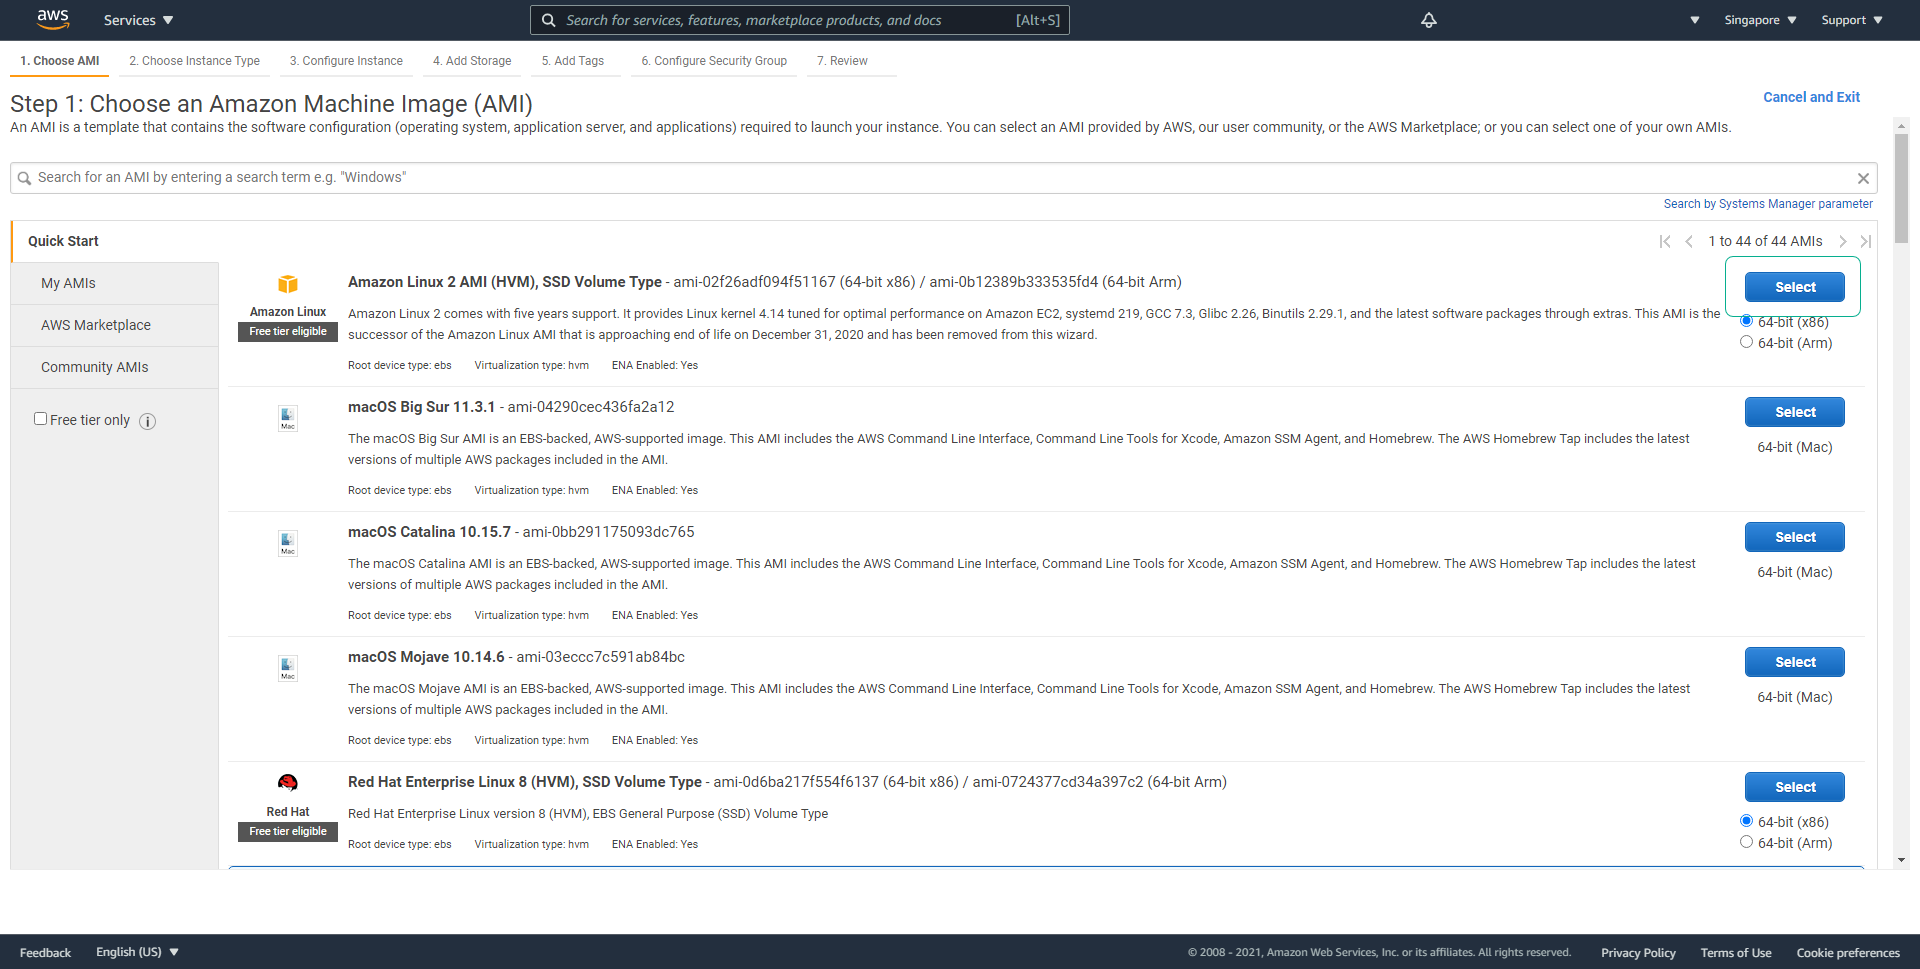 aws Services Search for services, features, marketplace products, and docs [Alt+S] Singapore Support
1. Choose AMI 2. Choose Instance Type 3. Configure Instance 4. Add Storage 5. Add Tags 6. Configure Security Group 7. Review
Step 1: Choose an Amazon Machine Image (AMI) Cancel and Exit
An AMI is a template that contains the software configuration (operating system, application server, and applications) required to launch your instance. You can select an AMI provided by AWS, our user community, or the AWS Marketplace; or you can select one of your own AMIs.
Search for an AMI by entering a search term e.g. "Windows"
Search by Systems Manager parameter
Quick Start
My AMIs
AWS Marketplace
Community AMIs
Free tier only
1 to 44 of 44 AMIs
Amazon Linux
Free tier eligible
Amazon Linux 2 AMI (HVM), SSD Volume Type - ami-02f26adf094f51167 (64-bit x86) / ami-0b12389b333535fd4 (64-bit Arm)
Amazon Linux 2 comes with five years support. It provides Linux kernel 4.14 tuned for optimal performance on Amazon EC2, systemd 219, GCC 7.3, Glibc 2.26, Binutils 2.29.1, and the latest software packages through extras. This AMI is the
successor of the Amazon Linux AMI that is approaching end of life on December 31, 2020 and has been removed from this wizard.
Root device type: ebs Virtualization type: hvm ENA Enabled: Yes
Select
64-bit (x86)
64-bit (Arm)
Mac
macOS Big Sur 11.3.1 - ami-04290cec436fa2a12
The macOS Big Sur AMI is an EBS-backed, AWS-supported image. This AMI includes the AWS Command Line Interface, Command Line Tools for Xcode, Amazon SSM Agent, and Homebrew. The AWS Homebrew Tap includes the latest
versions of multiple AWS packages included in the AMI.
Root device type: ebs Virtualization type: hvm ENA Enabled: Yes
Select
64-bit (Mac)
Mac
macOS Catalina 10.15.7 - ami-0bb291175093dc765
The macOS Catalina AMI is an EBS-backed, AWS-supported image. This AMI includes the AWS Command Line Interface, Command Line Tools for Xcode, Amazon SSM Agent, and Homebrew. The AWS Homebrew Tap includes the latest
versions of multiple AWS packages included in the AMI.
Root device type: ebs Virtualization type: hvm ENA Enabled: Yes
Select
64-bit (Mac)
Mac
macOS Mojave 10.14.6 - ami-03eccc7c591ab84bc
The macOS Mojave AMI is an EBS-backed, AWS-supported image. This AMI includes the AWS Command Line Interface, Command Line Tools for Xcode, Amazon SSM Agent, and Homebrew. The AWS Homebrew Tap includes the latest
versions of multiple AWS packages included in the AMI.
Root device type: ebs Virtualization type: hvm ENA Enabled: Yes
Select
64-bit (Mac)
Red Hat
Free tier eligible
Red Hat Enterprise Linux 8 (HVM), SSD Volume Type - ami-0d6ba217f554f6137 (64-bit x86) / ami-0724377cd34a397c2 (64-bit Arm)
Red Hat Enterprise Linux version 8 (HVM), EBS General Purpose (SSD) Volume Type
Root device type: ebs Virtualization type: hvm ENA Enabled: Yes
Select
64-bit (x86)
64-bit (Arm)
Feedback English (US) © 2008 - 2021, Amazon Web Services, Inc. or its affiliates. All rights reserved. Privacy Policy Terms of Use Cookie preferences